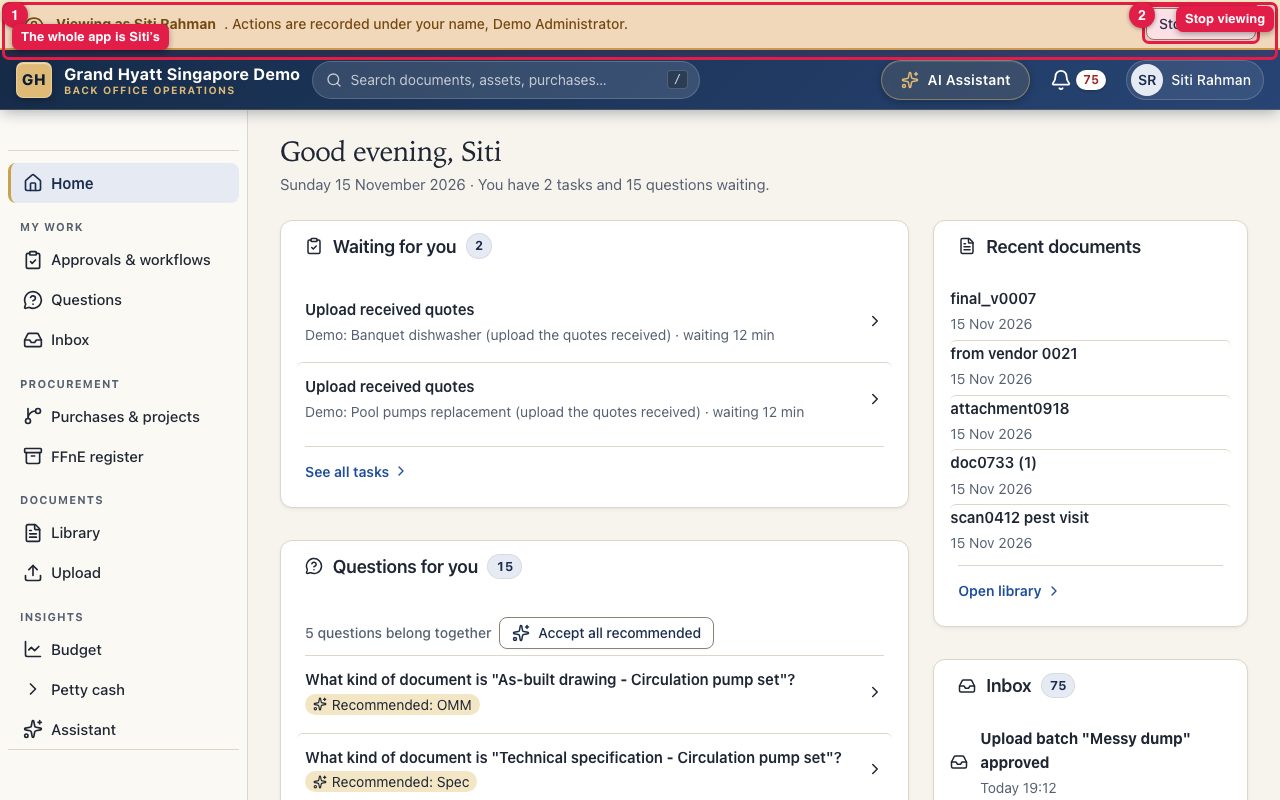 1
Viewing as Siti Rahman . Actions are recorded under your name, Demo Administrator.
The whole app is Siti's
2
Stop viewing
GH
Grand Hyatt Singapore Demo
BACK OFFICE OPERATIONS
Search documents, assets, purchases…
/
AI Assistant
75
SR
Siti Rahman
Home
MY WORK
Approvals & workflows
Questions
Inbox
PROCUREMENT
Purchases & projects
FFnE register
DOCUMENTS
Library
Upload
INSIGHTS
Budget
Petty cash
Assistant
Good evening, Siti
Sunday 15 November 2026 · You have 2 tasks and 15 questions waiting.
Waiting for you 2
Upload received quotes
Demo: Banquet dishwasher (upload the quotes received) · waiting 12 min
Upload received quotes
Demo: Pool pumps replacement (upload the quotes received) · waiting 12 min
See all tasks
Questions for you 15
5 questions belong together
Accept all recommended
What kind of document is "As-built drawing - Circulation pump set"?
Recommended: OMM
What kind of document is "Technical specification - Circulation pump set"?
Recommended: Spec
Recent documents
final_v0007
15 Nov 2026
from vendor 0021
15 Nov 2026
attachment0918
15 Nov 2026
doc0733 (1)
15 Nov 2026
scan0412 pest visit
15 Nov 2026
Open library
Inbox 75
Upload batch "Messy dump"
approved
Today 19:12